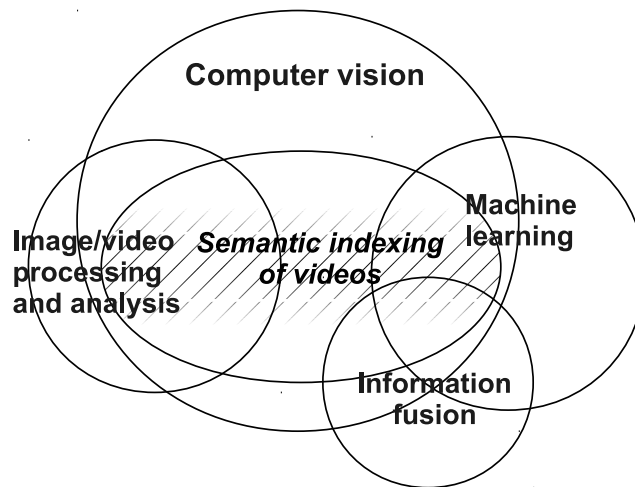 Computer vision
Machine
learning
Image/video
processing
and analysis
Semantic indexing
of videos
Information
fusion